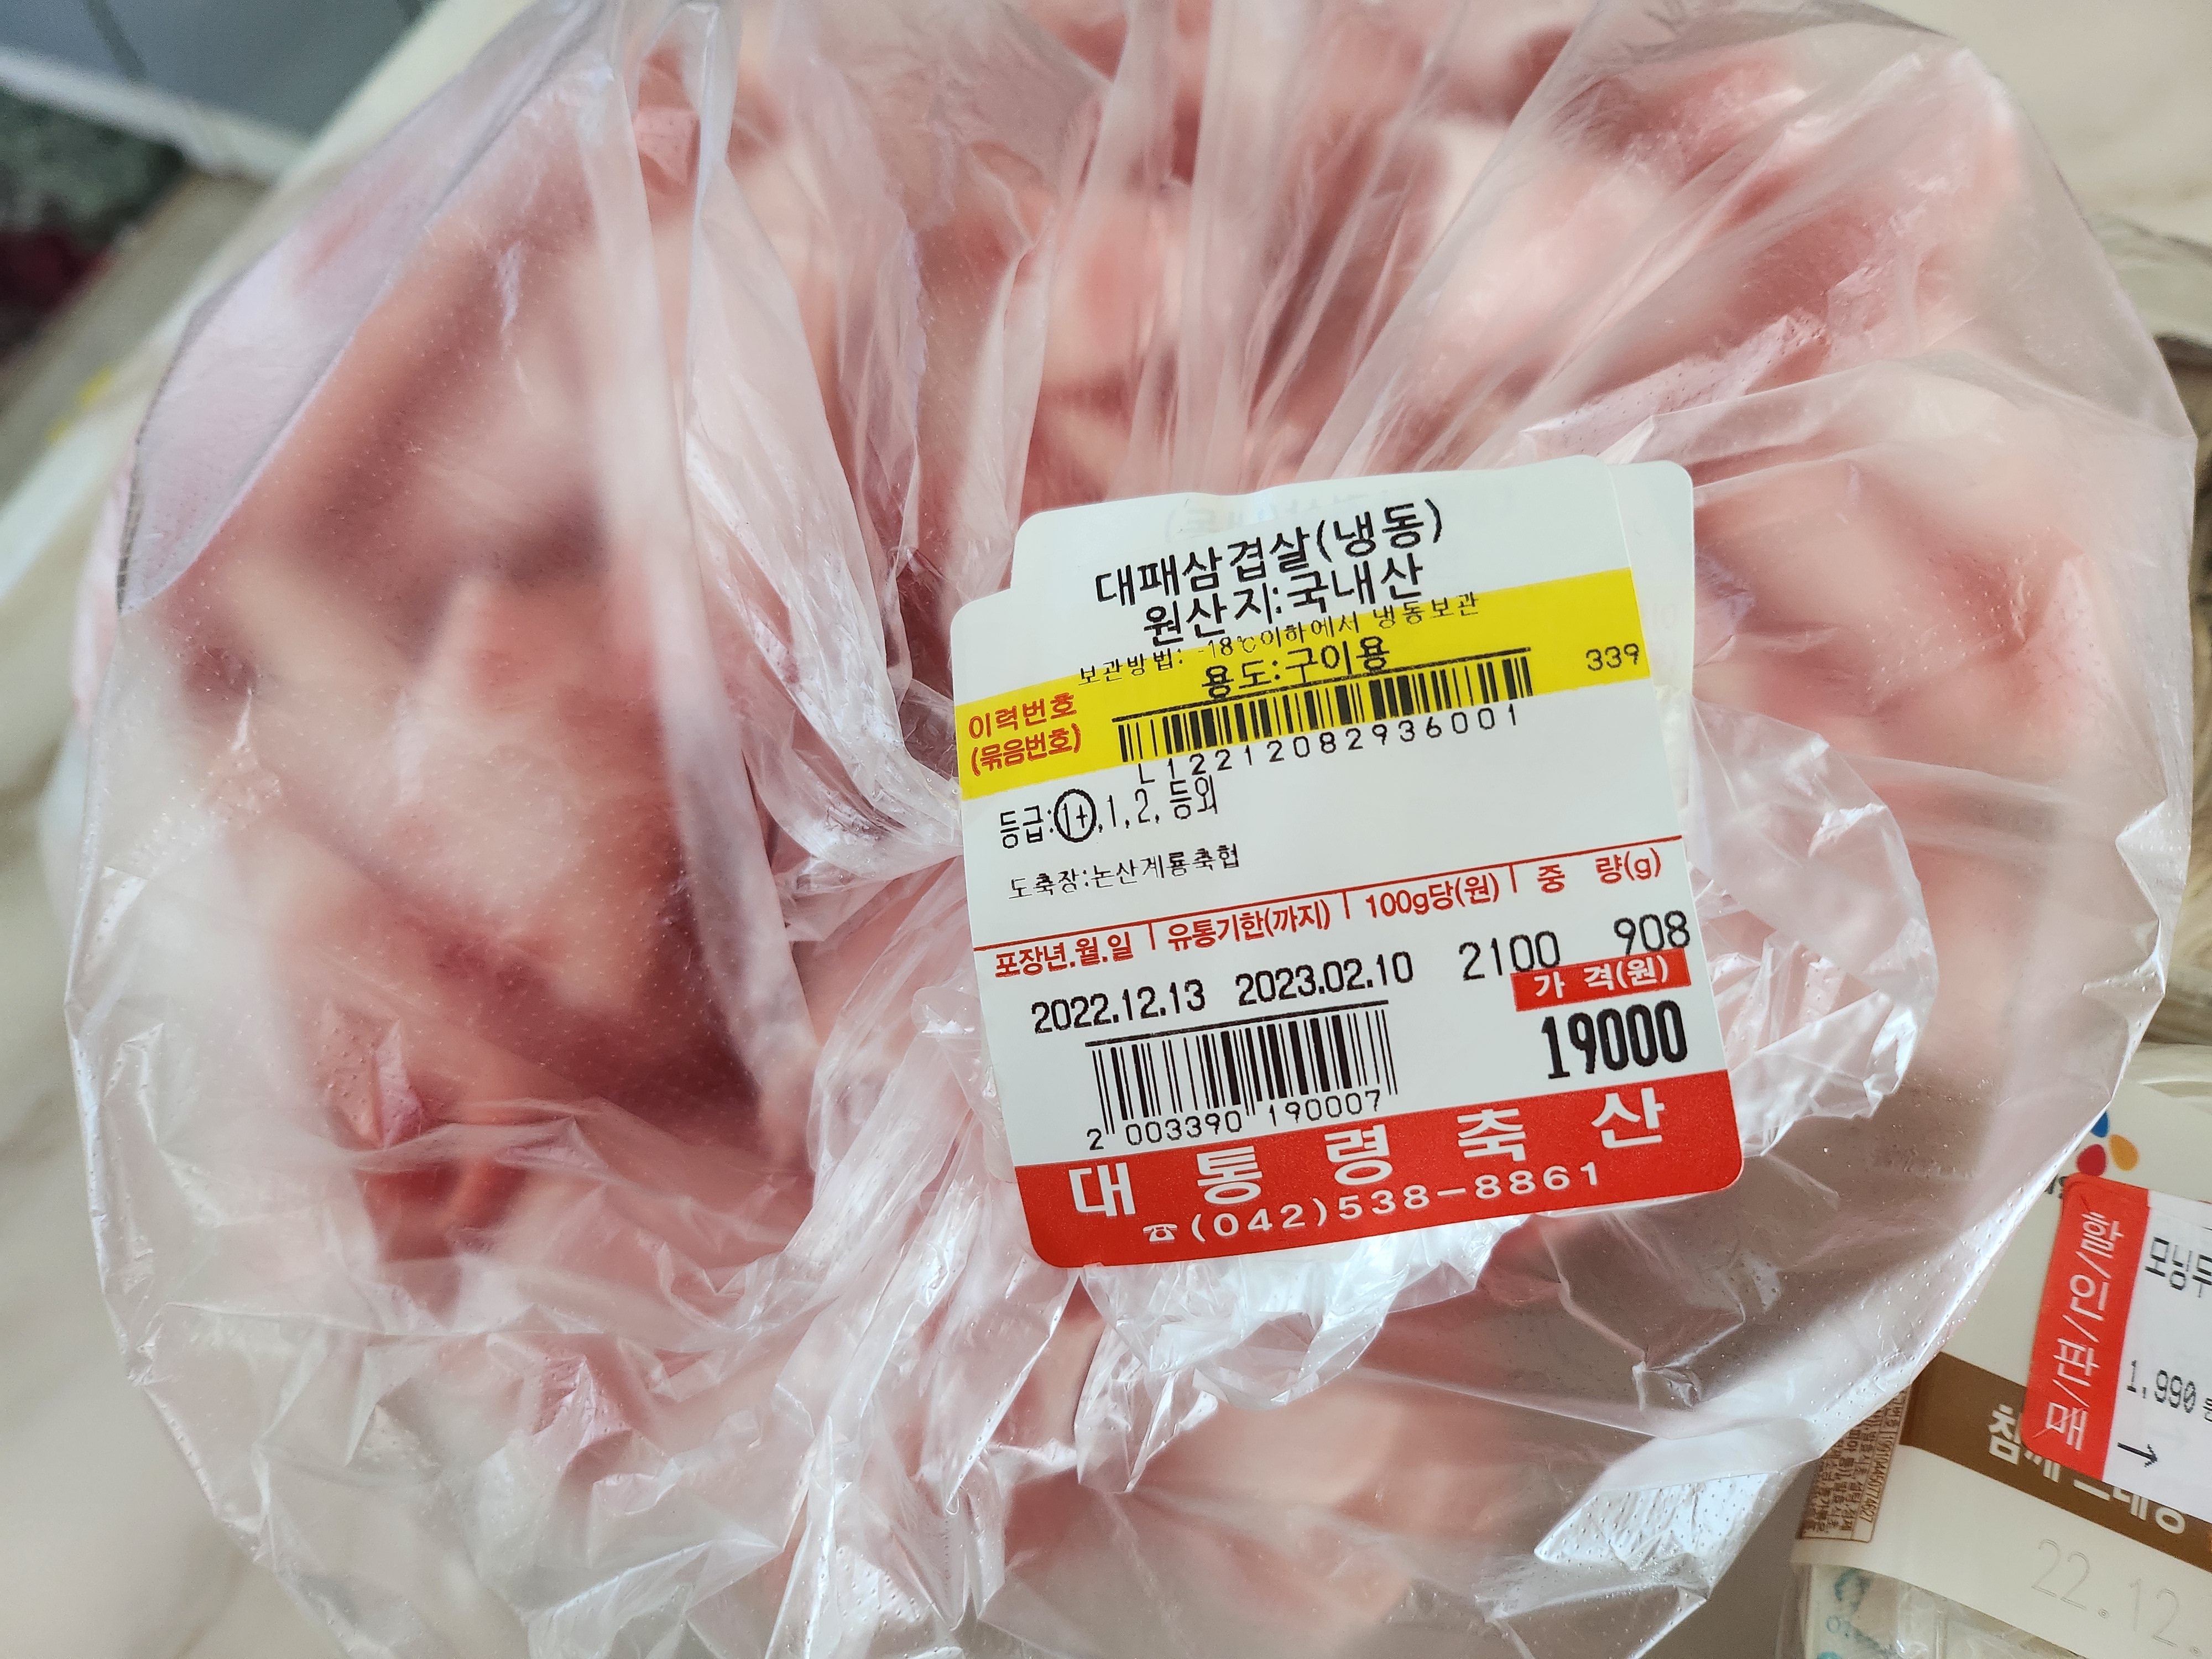 대패삼겹살(냉동)
원산지:국내산
보관방법: -18℃이하에서 냉동보관
용도:구이용
339
이력번호
(묶음번호)
L12212082936001
등급:1+,1,2,등외
도축장:논산계룡축협
포장년.월.일 유통기한(까지) 100g당(원) 중 량(g)
2022.12.13 2023.02.10 2100 908
가 격(원)
19000
2 003390 190007
대통령축산
☎(042)538-8861
할/인/판/매
모닝두
1,990
22.12.